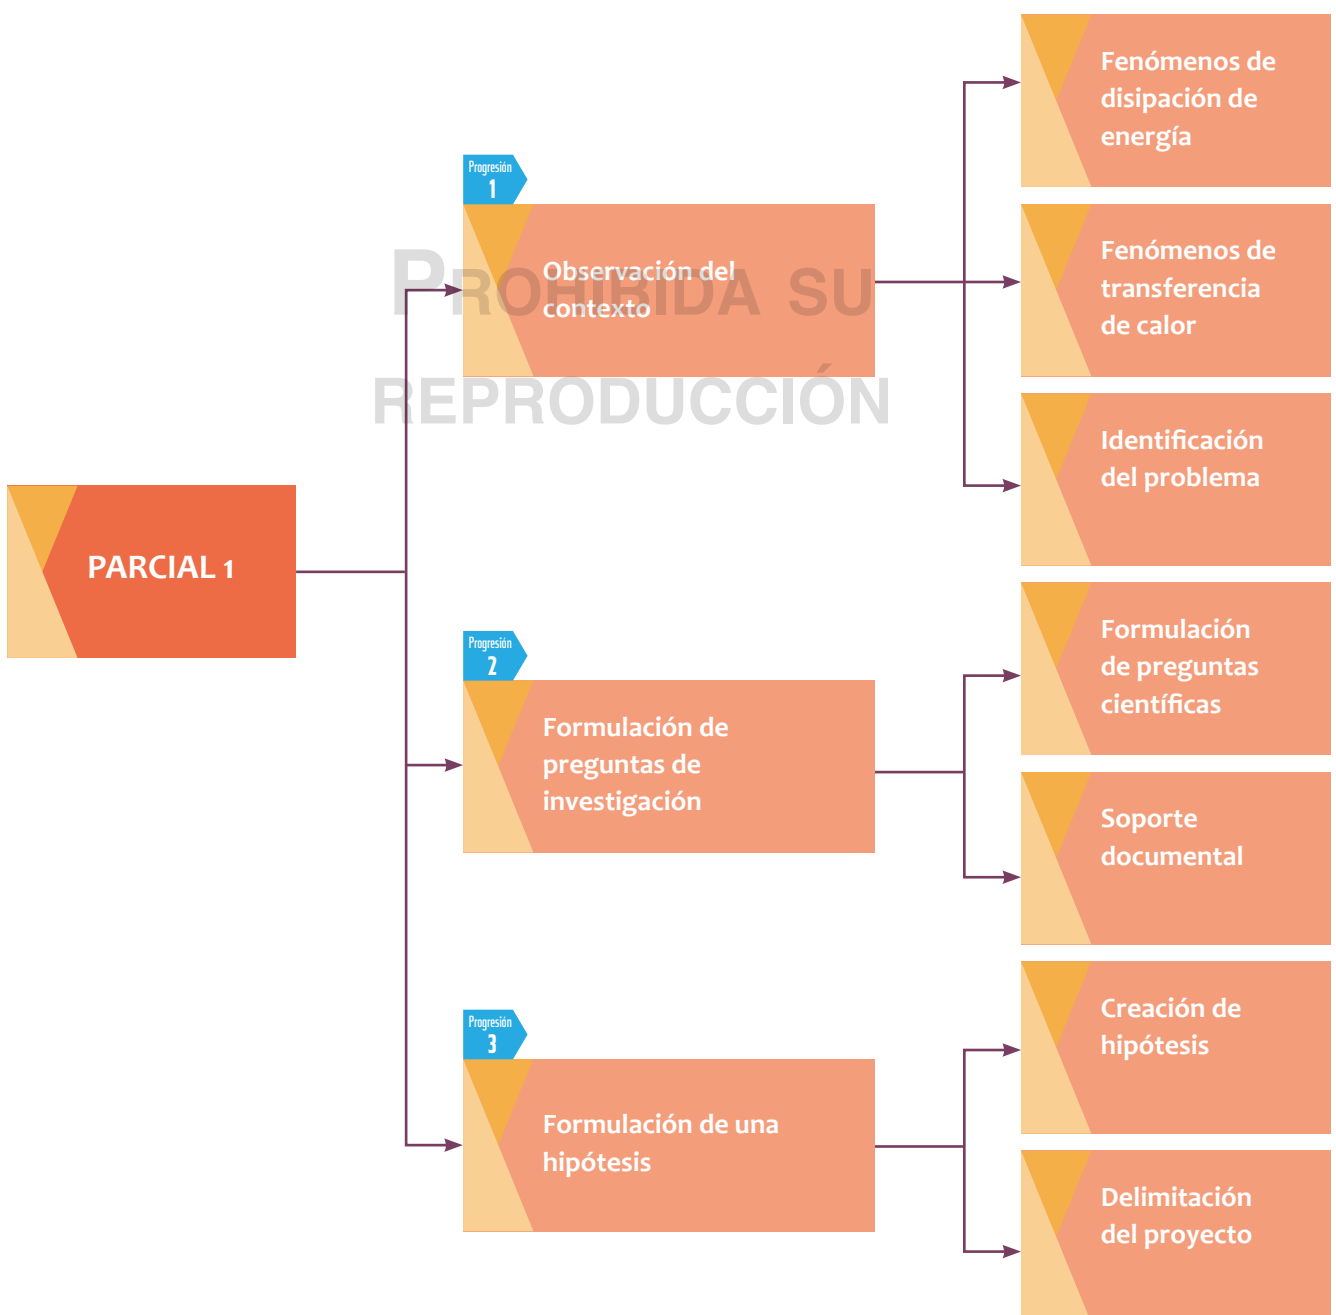 PARCIAL 1
Progresión
1
Observación del
contexto
Fenómenos de
disipación de
energía
Fenómenos de
transferencia
de calor
Identificación
del problema
Progresión
2
Formulación de
preguntas de
investigación
Formulación
de preguntas
científicas
Soporte
documental
Progresión
3
Formulación de una
hipótesis
Creación de
hipótesis
Delimitación
del proyecto
PROHIBIDA SU
REPRODUCCIÓN